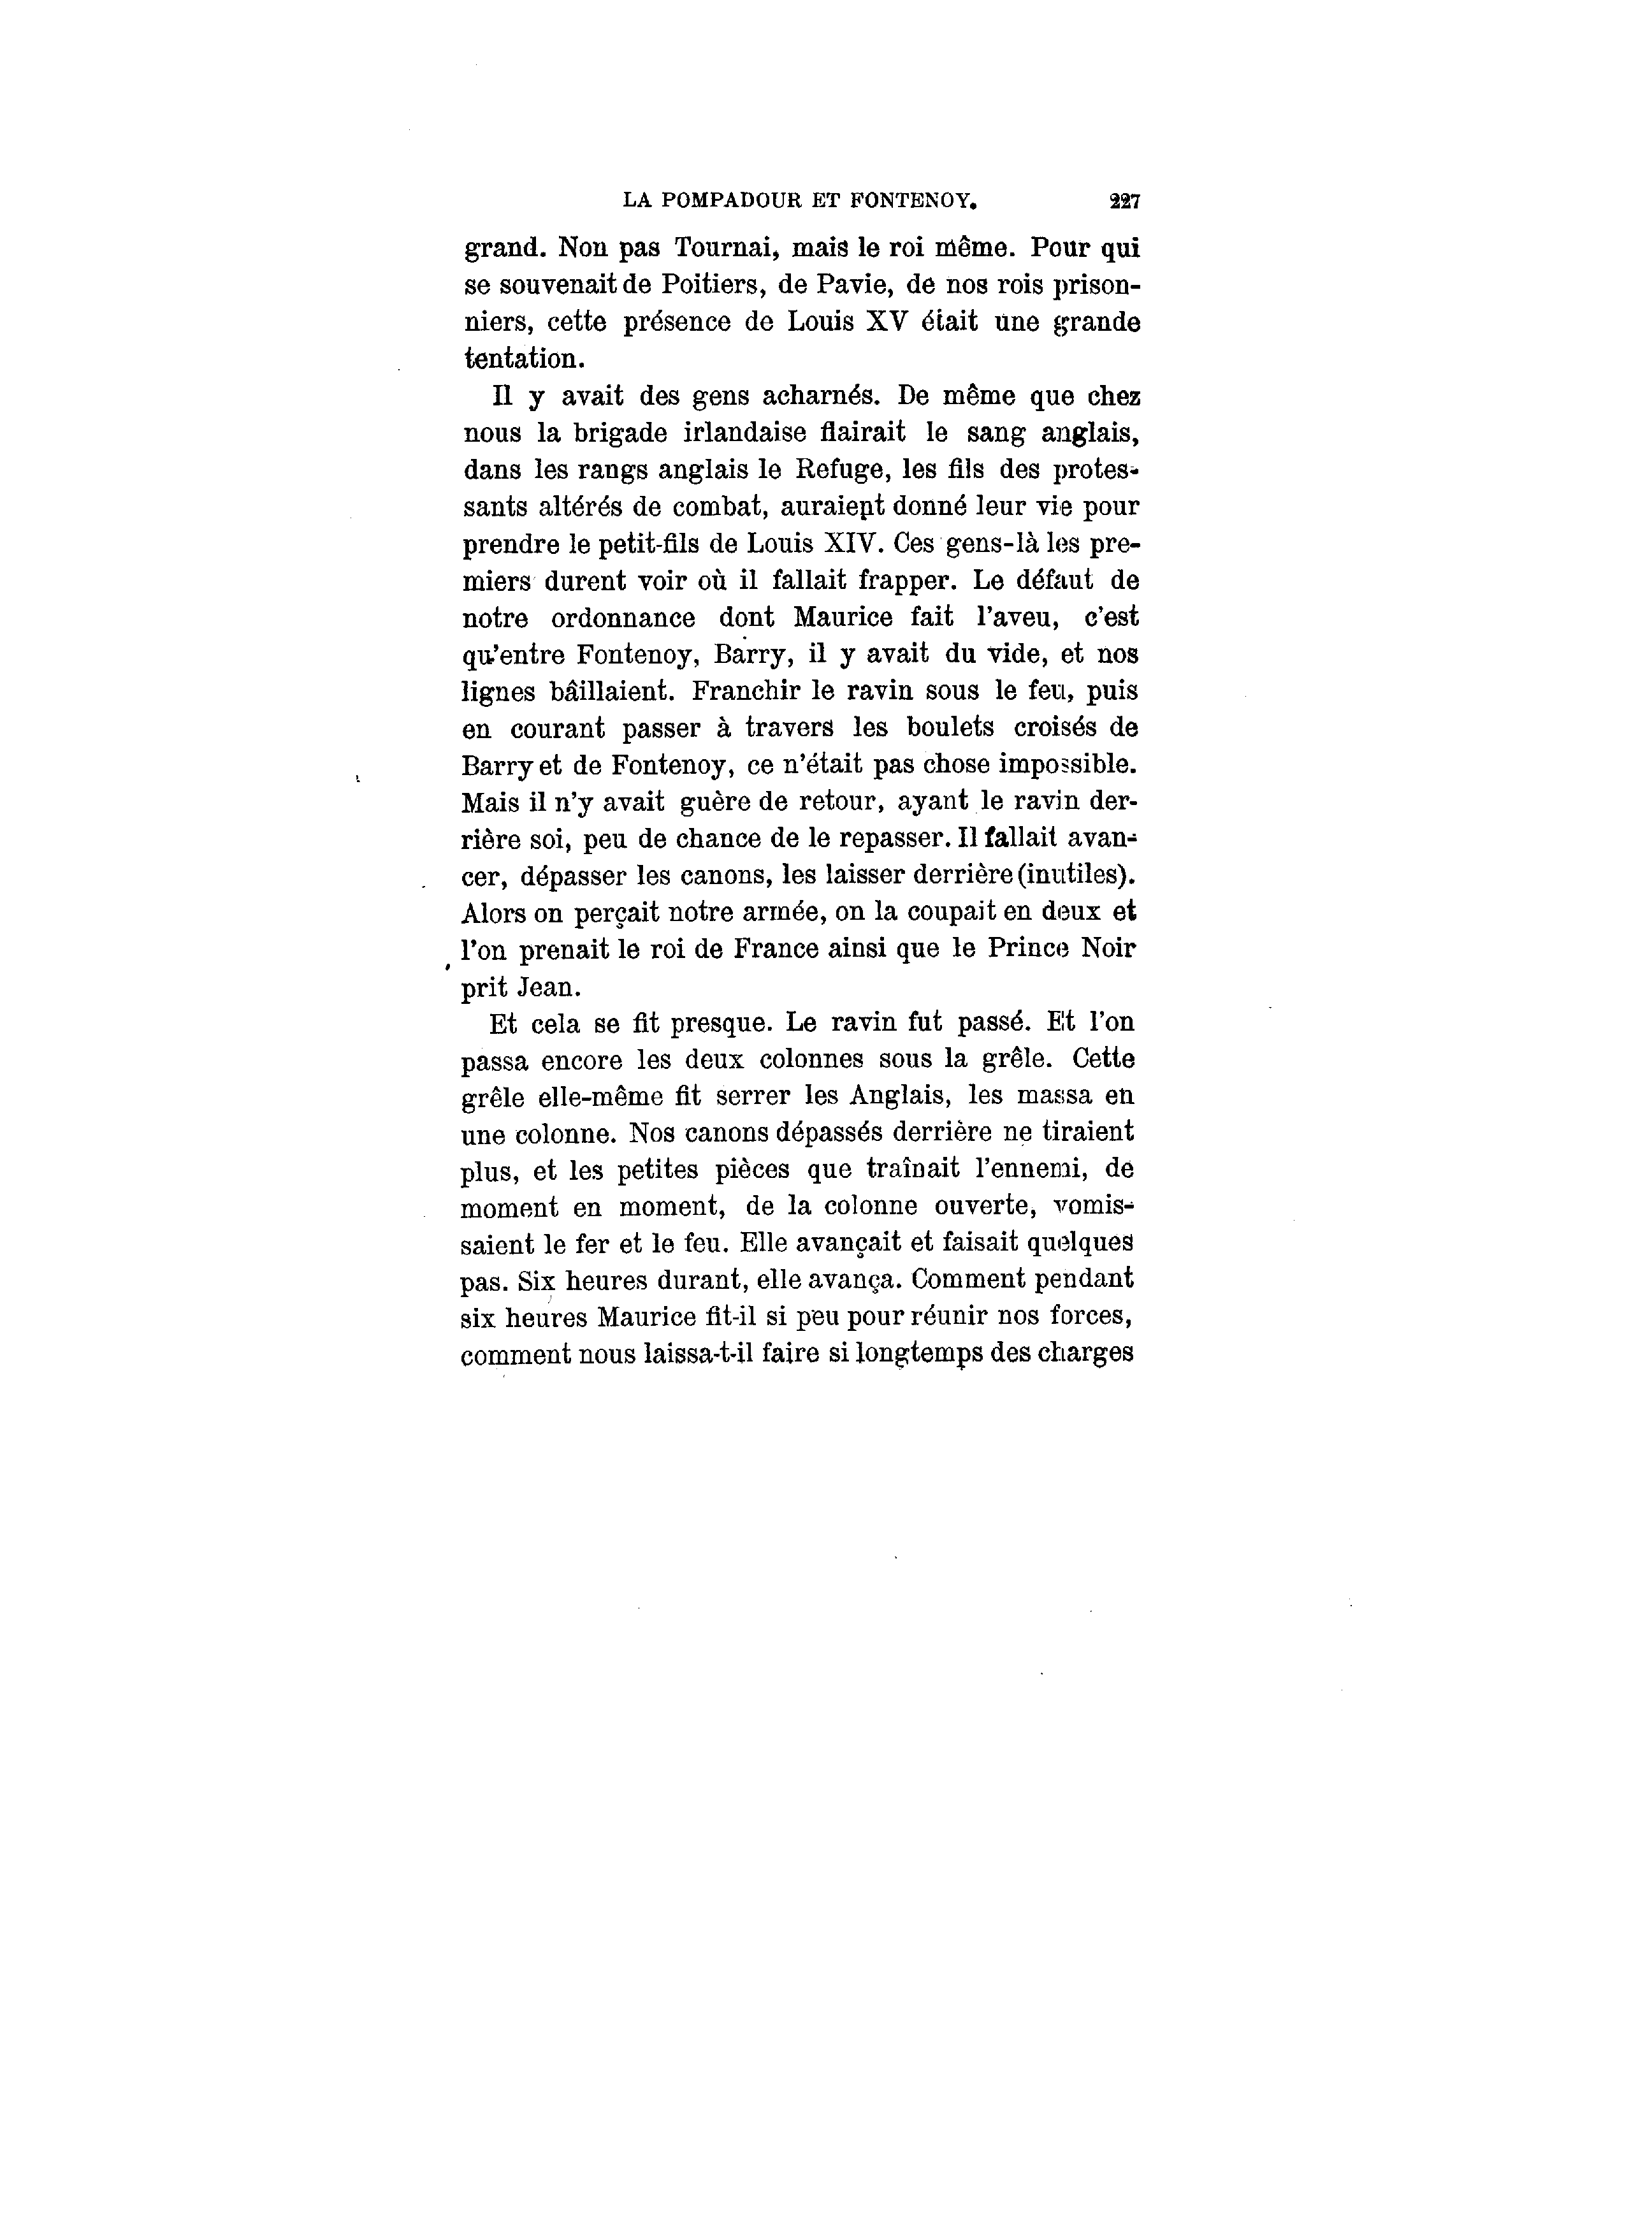 LA POMPADOUR ET FONTENOY. 227
grand. Non pas Tournai, mais le roi même. Pour qui
se souvenait de Poitiers, de Pavie, de nos rois prison-
niers, cette présence de Louis XV était une grande
tentation.
Il y avait des gens acharnés. De même que chez
nous la brigade irlandaise flairait le sang anglais,
dans les rangs anglais le Refuge, les fils des protes-
sants altérés de combat, auraient donné leur vie pour
prendre le petit-fils de Louis XIV. Ces gens-là les pre-
miers durent voir où il fallait frapper. Le défaut de
notre ordonnance dont Maurice fait l'aveu, c'est
qu'entre Fontenoy, Barry, il y avait du vide, et nos
lignes bâillaient. Franchir le ravin sous le feu, puis
en courant passer à travers les boulets croisés de
Barry et de Fontenoy, ce n'était pas chose impossible.
Mais il n'y avait guère de retour, ayant le ravin der-
rière soi, peu de chance de le repasser. Il fallait avan-
cer, dépasser les canons, les laisser derrière (inutiles).
Alors on perçait notre armée, on la coupait en deux et
l'on prenait le roi de France ainsi que le Prince Noir
prit Jean.
Et cela se fit presque. Le ravin fut passé. Et l'on
passa encore les deux colonnes sous la grêle. Cette
grêle elle-même fit serrer les Anglais, les massa en
une colonne. Nos canons dépassés derrière ne tiraient
plus, et les petites pièces que traînait l'ennemi, de
moment en moment, de la colonne ouverte, vomis-
saient le fer et le feu. Elle avançait et faisait quelques
pas. Six heures durant, elle avança. Comment pendant
six heures Maurice fit-il si peu pour réunir nos forces,
comment nous laissa-t-il faire si longtemps des charges